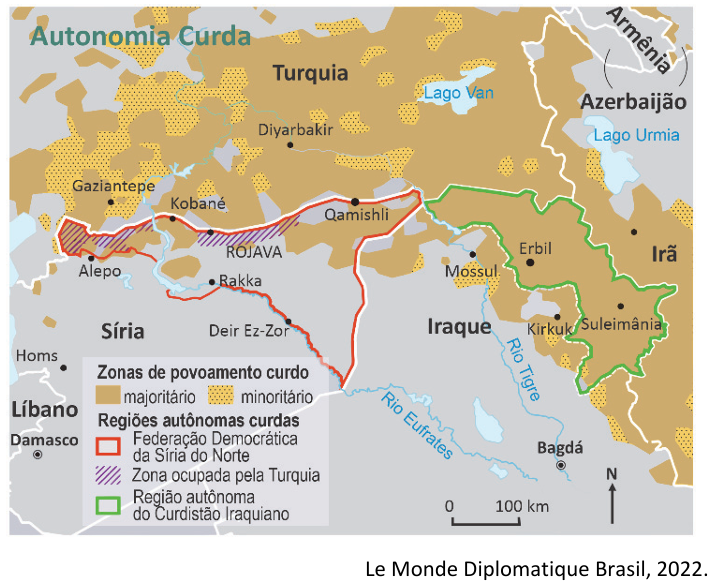 Autonomia Curda
Armênia
Turquia
Azerbaijão
Lago Van
Lago Urmia
Diyarbakir
Gaziantepe
Kobané
Qamishli
ROJAVA
Erbil
Irã
Alepo
Mossul
Rakka
Síria
Deir Ez-Zor
Iraque
Kirkuk
Suleimânia
Homs
Rio Tigre
Líbano
Damasco
Rio Eufrates
Bagdá
Zonas de povoamento curdo
majoritário
minoritário
Regiões autônomas curdas
Federação Democrática
da Síria do Norte
Zona ocupada pela Turquia
Região autônoma
do Curdistão Iraquiano
0 100 km
N
Le Monde Diplomatique Brasil, 2022.